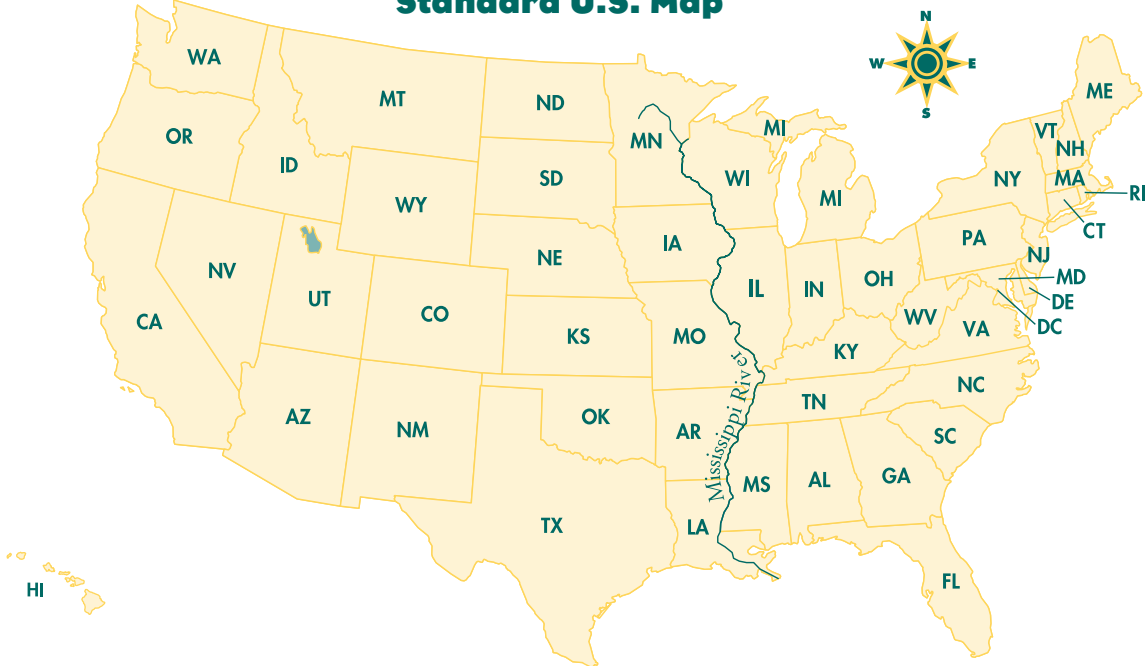 Standard U.S. Map
N
W
E
S
WA
MT
ND
MN
MI
ME
OR
ID
VT
NH
WY
SD
WI
MI
NY
MA
RI
CT
IA
PA
NE
NJ
NV
UT
IL
IN
OH
MD
DE
DC
CA
CO
KS
MO
WV
VA
KY
Mississippi River
NC
AZ
NM
OK
AR
TN
SC
MS
AL
GA
TX
LA
HI
FL